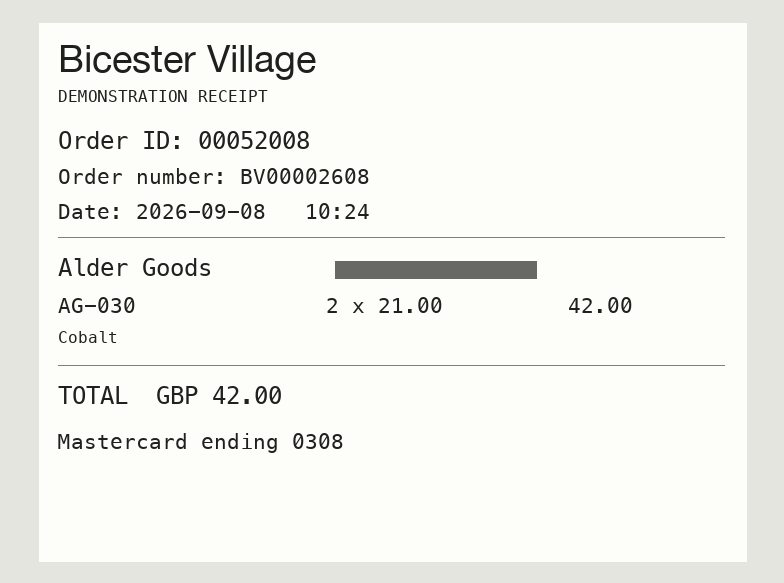 Bicester Village
DEMONSTRATION RECEIPT
Order ID: 00052008
Order number: BV00002608
Date: 2026-09-08 10:24
Alder Goods
AG-030 2 x 21.00 42.00
Cobalt
TOTAL GBP 42.00
Mastercard ending 0308